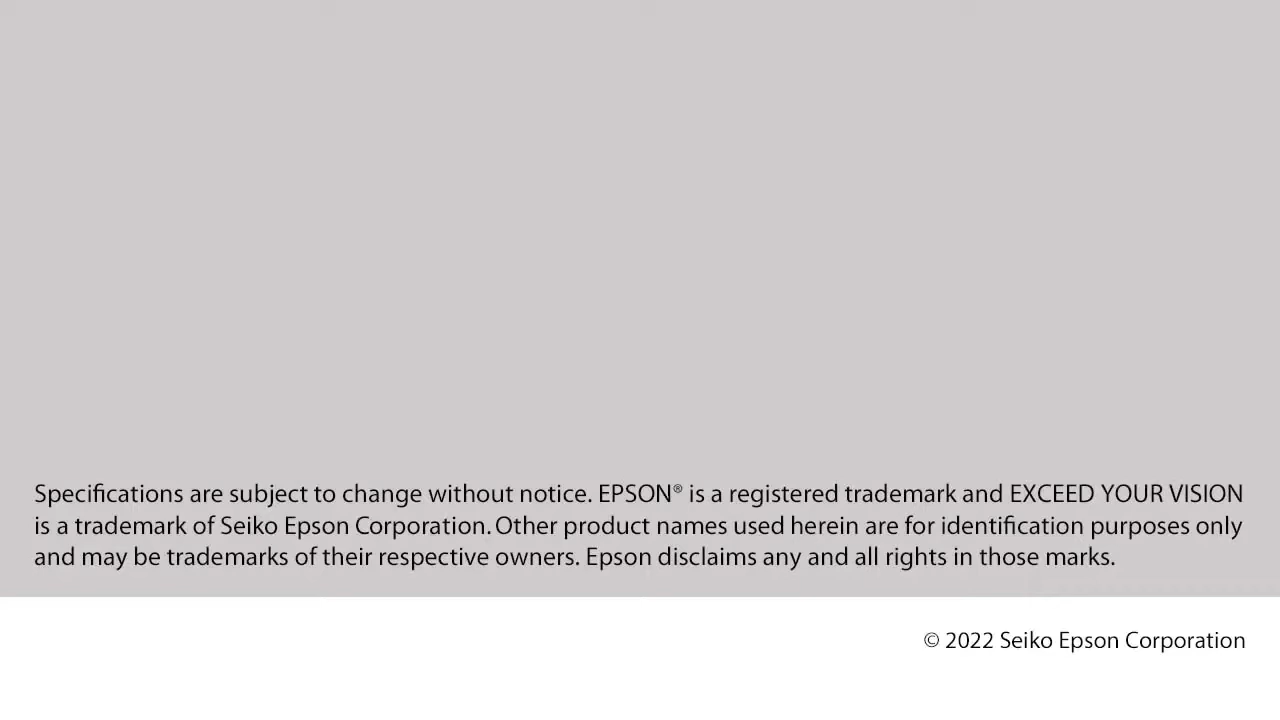 Specifications are subject to change without notice. EPSON® is a registered trademark and EXCEED YOUR VISION
is a trademark of Seiko Epson Corporation. Other product names used herein are for identification purposes only
and may be trademarks of their respective owners. Epson disclaims any and all rights in those marks.
© 2022 Seiko Epson Corporation